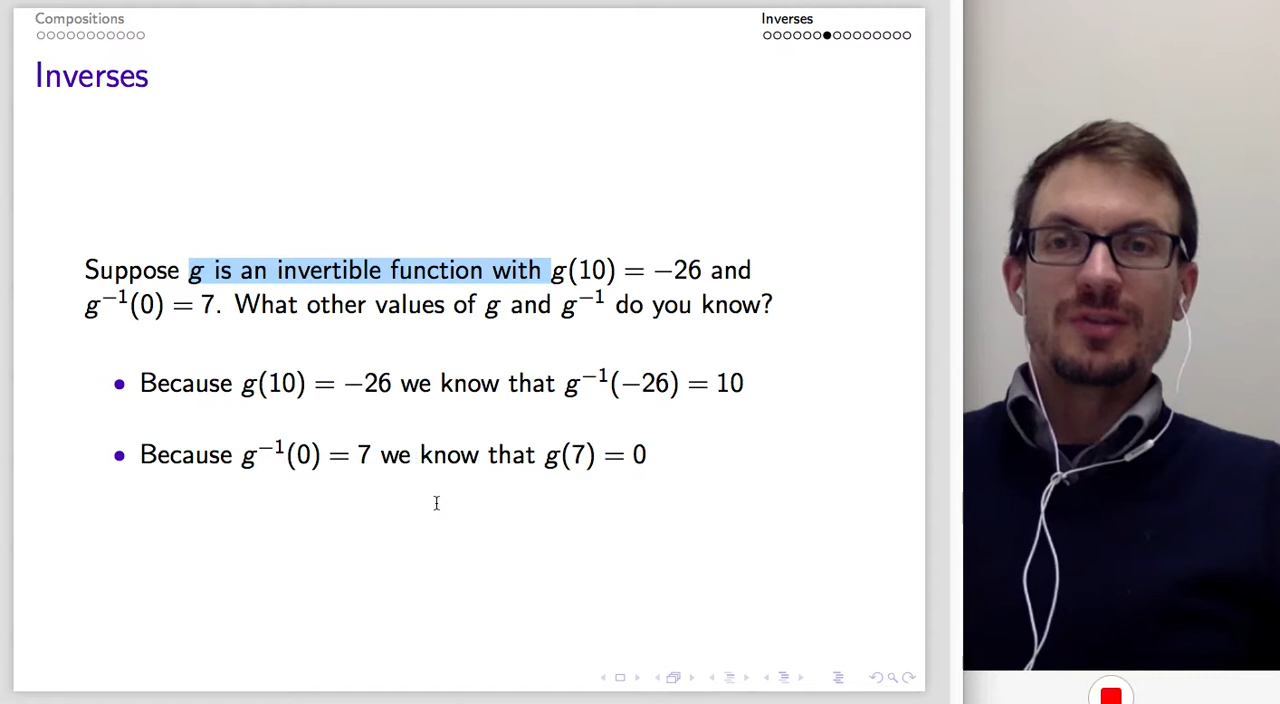 Compositions
Inverses
Inverses
Suppose g is an invertible function with g(10) = −26 and
g⁻¹(0) = 7. What other values of g and g⁻¹ do you know?
• Because g(10) = −26 we know that g⁻¹(−26) = 10
• Because g⁻¹(0) = 7 we know that g(7) = 0